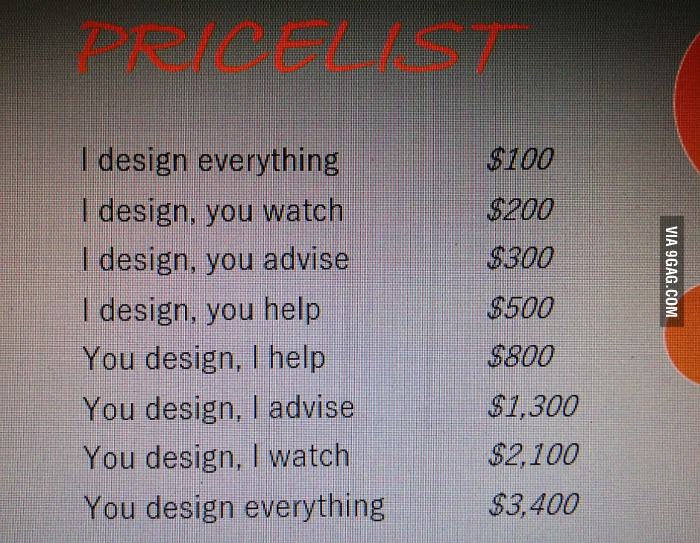 PRICELIST
I design everything $100
I design, you watch $200
I design, you advise $300
I design, you help $500
You design, I help $800
You design, I advise $1,300
You design, I watch $2,100
You design everything $3,400
VIA 9GAG.COM